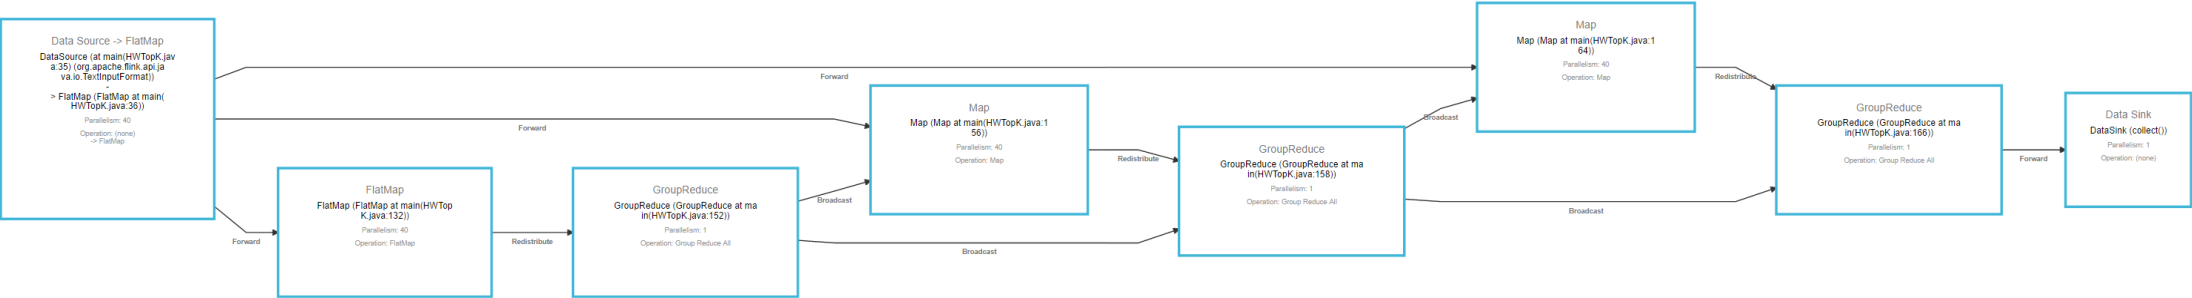 Data Source -> FlatMap
DataSource (at main(HWTopK.jav
a:35) (org.apache.flink.api.ja
va.io.TextInputFormat))
-
> FlatMap (FlatMap at main(
HWTopK.java:36))
Parallelism: 40
Operation: (none)
-> FlatMap
Forward
Forward
Forward
FlatMap
FlatMap (FlatMap at main(HWTop
K.java:132))
Parallelism: 40
Operation: FlatMap
Redistribute
GroupReduce
GroupReduce (GroupReduce at ma
in(HWTopK.java:152))
Parallelism: 1
Operation: Group Reduce All
Broadcast
Broadcast
Map
Map (Map at main(HWTopK.java:1
56))
Parallelism: 40
Operation: Map
Redistribute
GroupReduce
GroupReduce (GroupReduce at ma
in(HWTopK.java:158))
Parallelism: 1
Operation: Group Reduce All
Broadcast
Broadcast
Map
Map (Map at main(HWTopK.java:1
64))
Parallelism: 40
Operation: Map
Redistribute
GroupReduce
GroupReduce (GroupReduce at ma
in(HWTopK.java:166))
Parallelism: 1
Operation: Group Reduce All
Forward
Data Sink
DataSink (collect())
Parallelism: 1
Operation: (none)